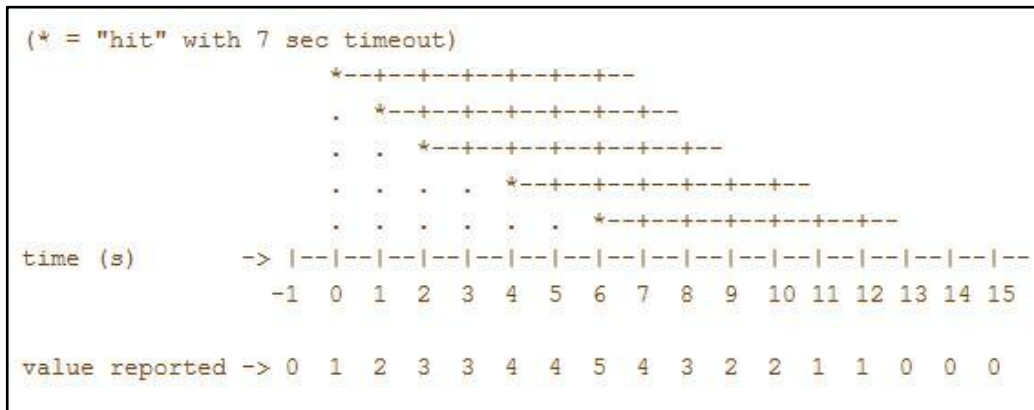 (* = "hit" with 7 sec timeout)
*--+--+--+--+--+--+--
. *--+--+--+--+--+--+--
. . *--+--+--+--+--+--+--
. . . . *--+--+--+--+--+--+--
. . . . . . *--+--+--+--+--+--+--
time (s) -> |--|--|--|--|--|--|--|--|--|--|--|--|--|--|--|--|--
-1 0 1 2 3 4 5 6 7 8 9 10 11 12 13 14 15
value reported -> 0 1 2 3 3 4 4 5 4 3 2 2 1 1 0 0 0